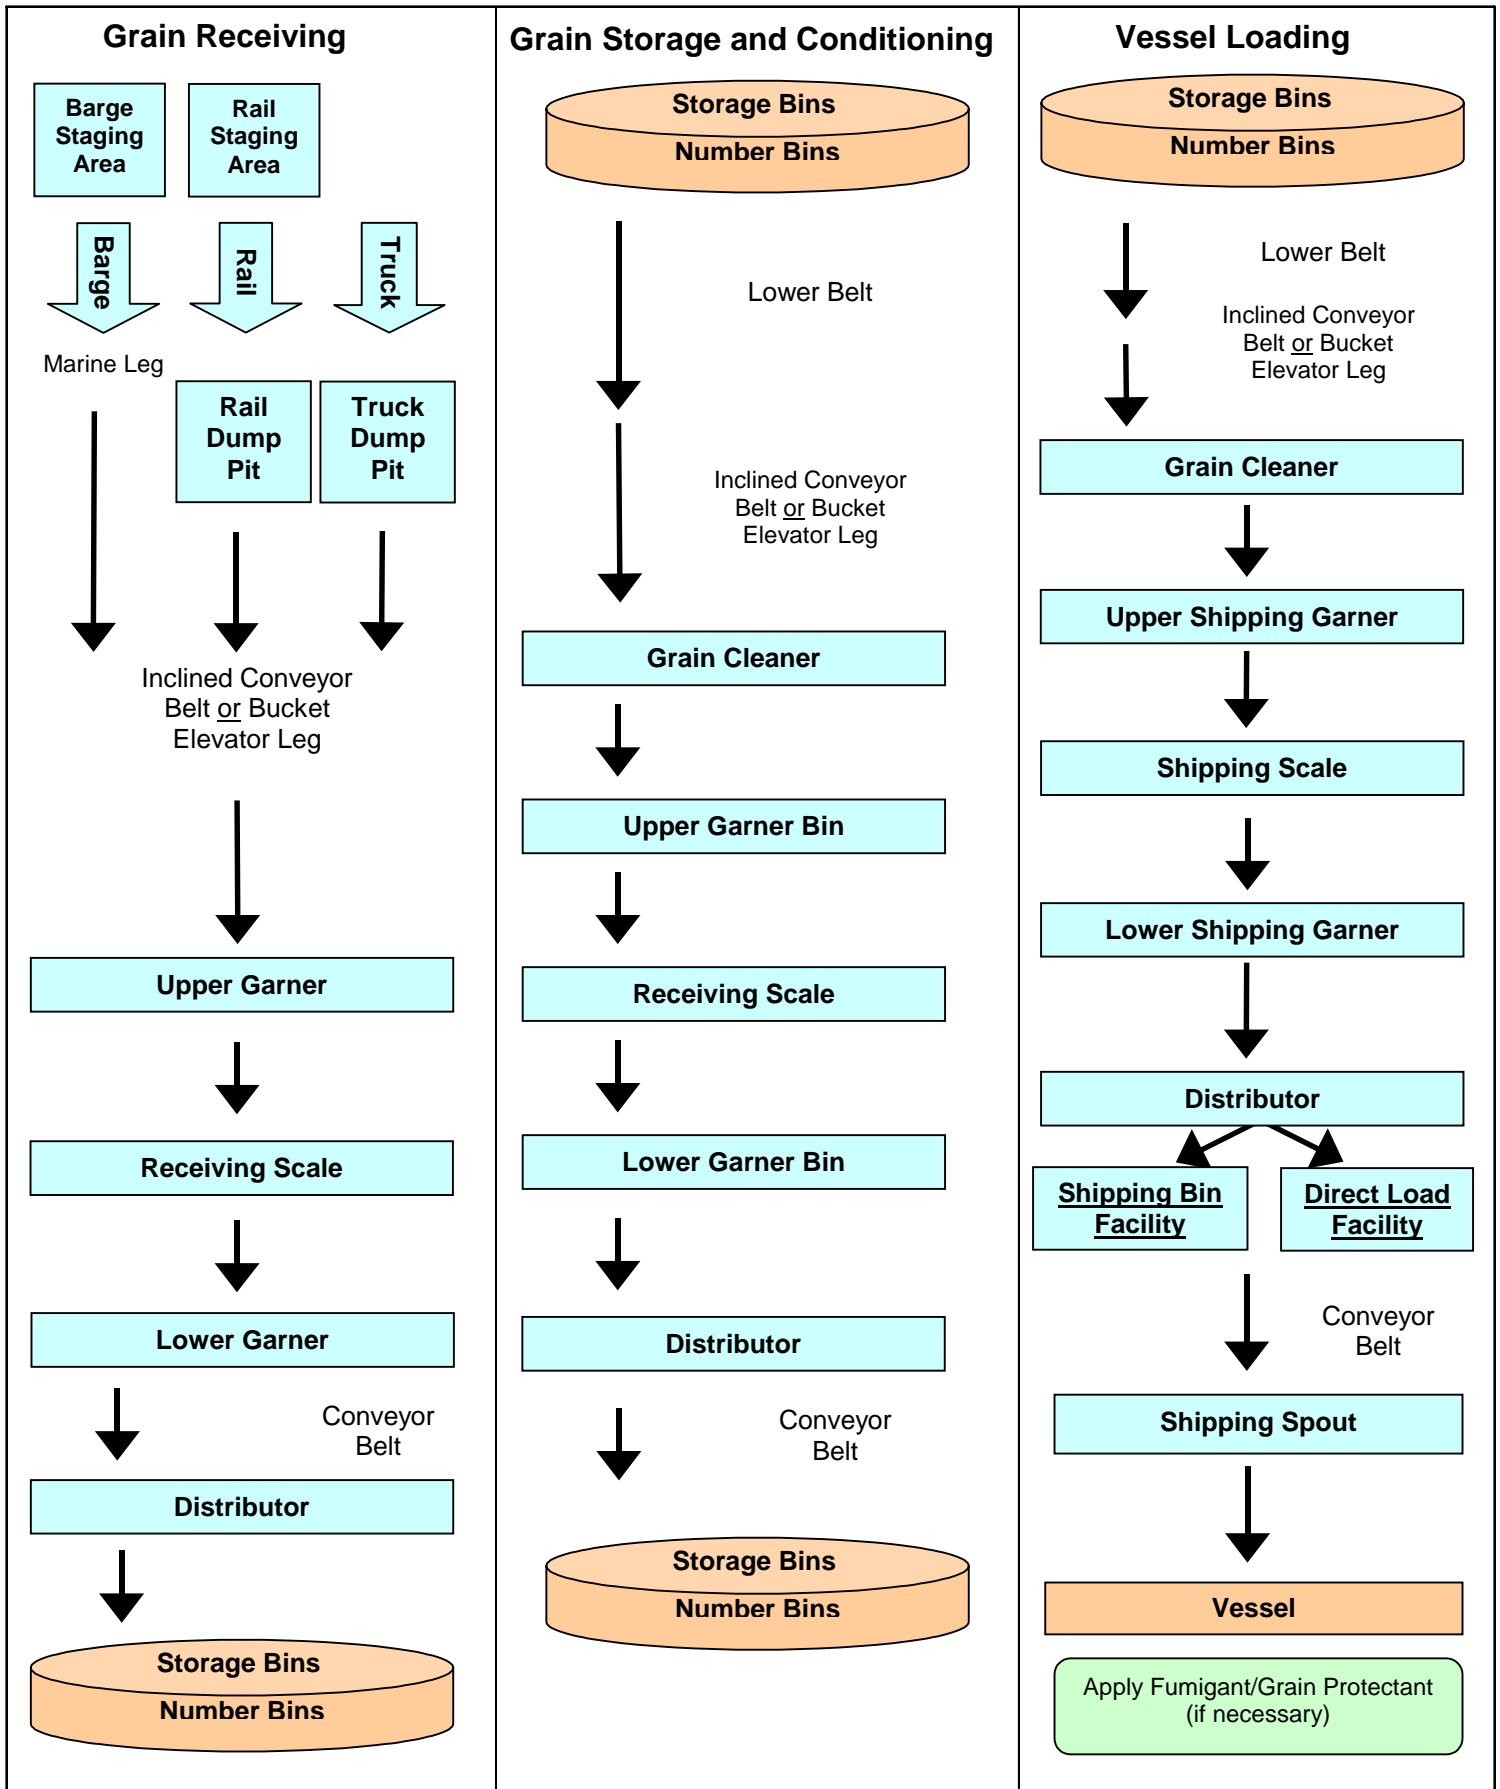 Grain Receiving
Barge
Staging
Area
Rail
Staging
Area
Barge
Rail
Truck
Marine Leg
Rail
Dump
Pit
Truck
Dump
Pit
Inclined Conveyor
Belt or Bucket
Elevator Leg
Upper Garner
Receiving Scale
Lower Garner
Conveyor
Belt
Distributor
Storage Bins
Number Bins
Grain Storage and Conditioning
Storage Bins
Number Bins
Lower Belt
Inclined Conveyor
Belt or Bucket
Elevator Leg
Grain Cleaner
Upper Garner Bin
Receiving Scale
Lower Garner Bin
Distributor
Conveyor
Belt
Storage Bins
Number Bins
Vessel Loading
Storage Bins
Number Bins
Lower Belt
Inclined Conveyor
Belt or Bucket
Elevator Leg
Grain Cleaner
Upper Shipping Garner
Shipping Scale
Lower Shipping Garner
Distributor
Shipping Bin
Facility
Direct Load
Facility
Conveyor
Belt
Shipping Spout
Vessel
Apply Fumigant/Grain Protectant
(if necessary)